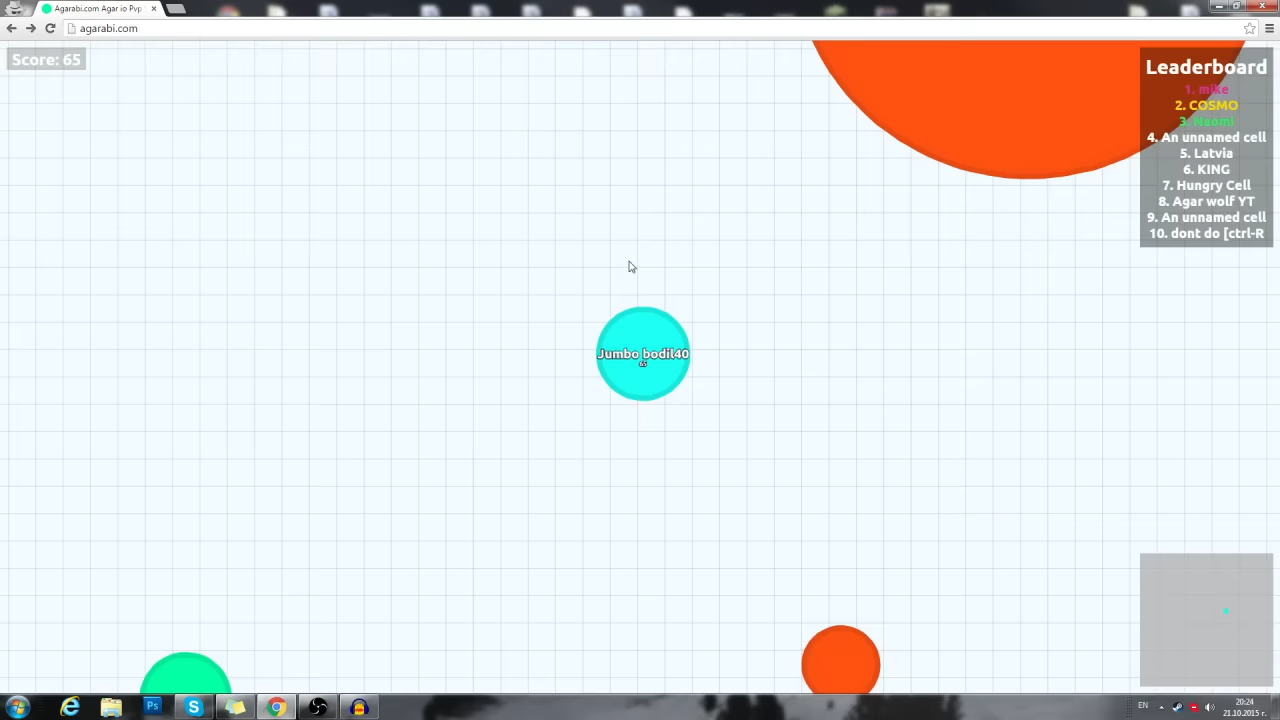 Agarabi.com Agar io Pvp
agarabi.com
Score: 65
Leaderboard
1. mike
2. COSMO
3. Naomi
4. An unnamed cell
5. Latvia
6. KING
7. Hungry Cell
8. Agar wolf YT
9. An unnamed cell
10. dont do [ctrl-R
Jumbo bodil40
65
Ps
EN
20:24
21.10.2015 г.